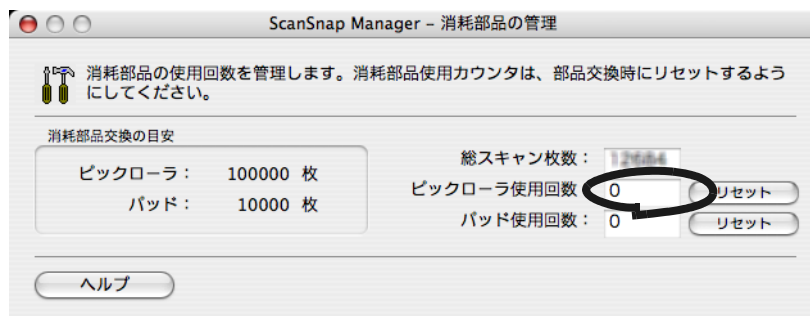 ScanSnap Manager – 消耗部品の管理
消耗部品の使用回数を管理します。消耗部品使用カウンタは、部品交換時にリセットするよう
にしてください。
消耗部品交換の目安
ピックローラ： 100000 枚
パッド： 10000 枚
総スキャン枚数：
ピックローラ使用回数 0 リセット
パッド使用回数： 0 リセット
ヘルプ